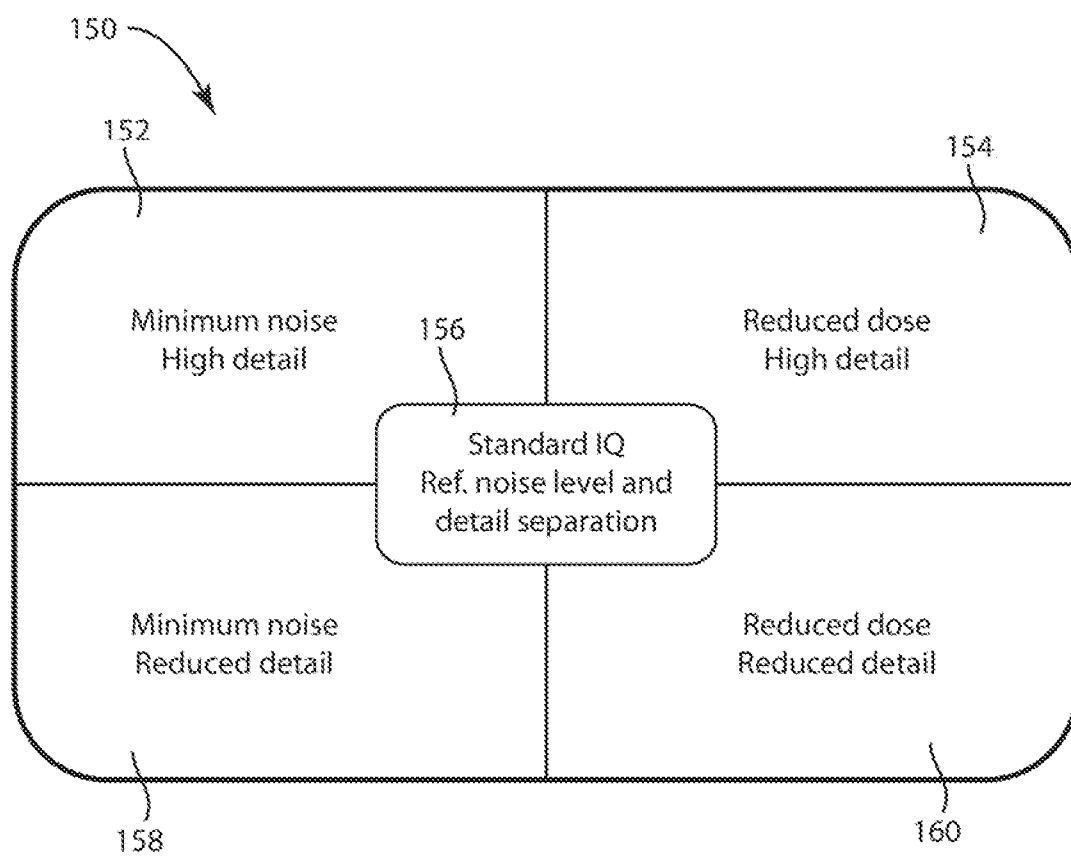 150
152
154
Minimum noise
High detail
156
Reduced dose
High detail
Standard IQ
Ref. noise level and
detail separation
Minimum noise
Reduced detail
Reduced dose
Reduced detail
158
160